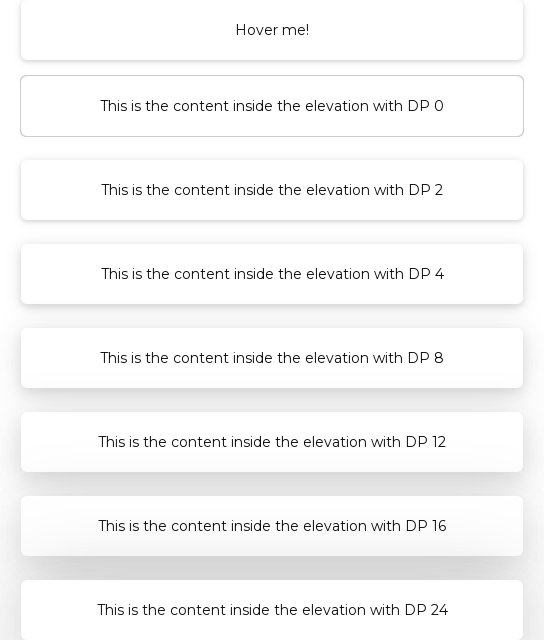 Hover me!
This is the content inside the elevation with DP 0
This is the content inside the elevation with DP 2
This is the content inside the elevation with DP 4
This is the content inside the elevation with DP 8
This is the content inside the elevation with DP 12
This is the content inside the elevation with DP 16
This is the content inside the elevation with DP 24